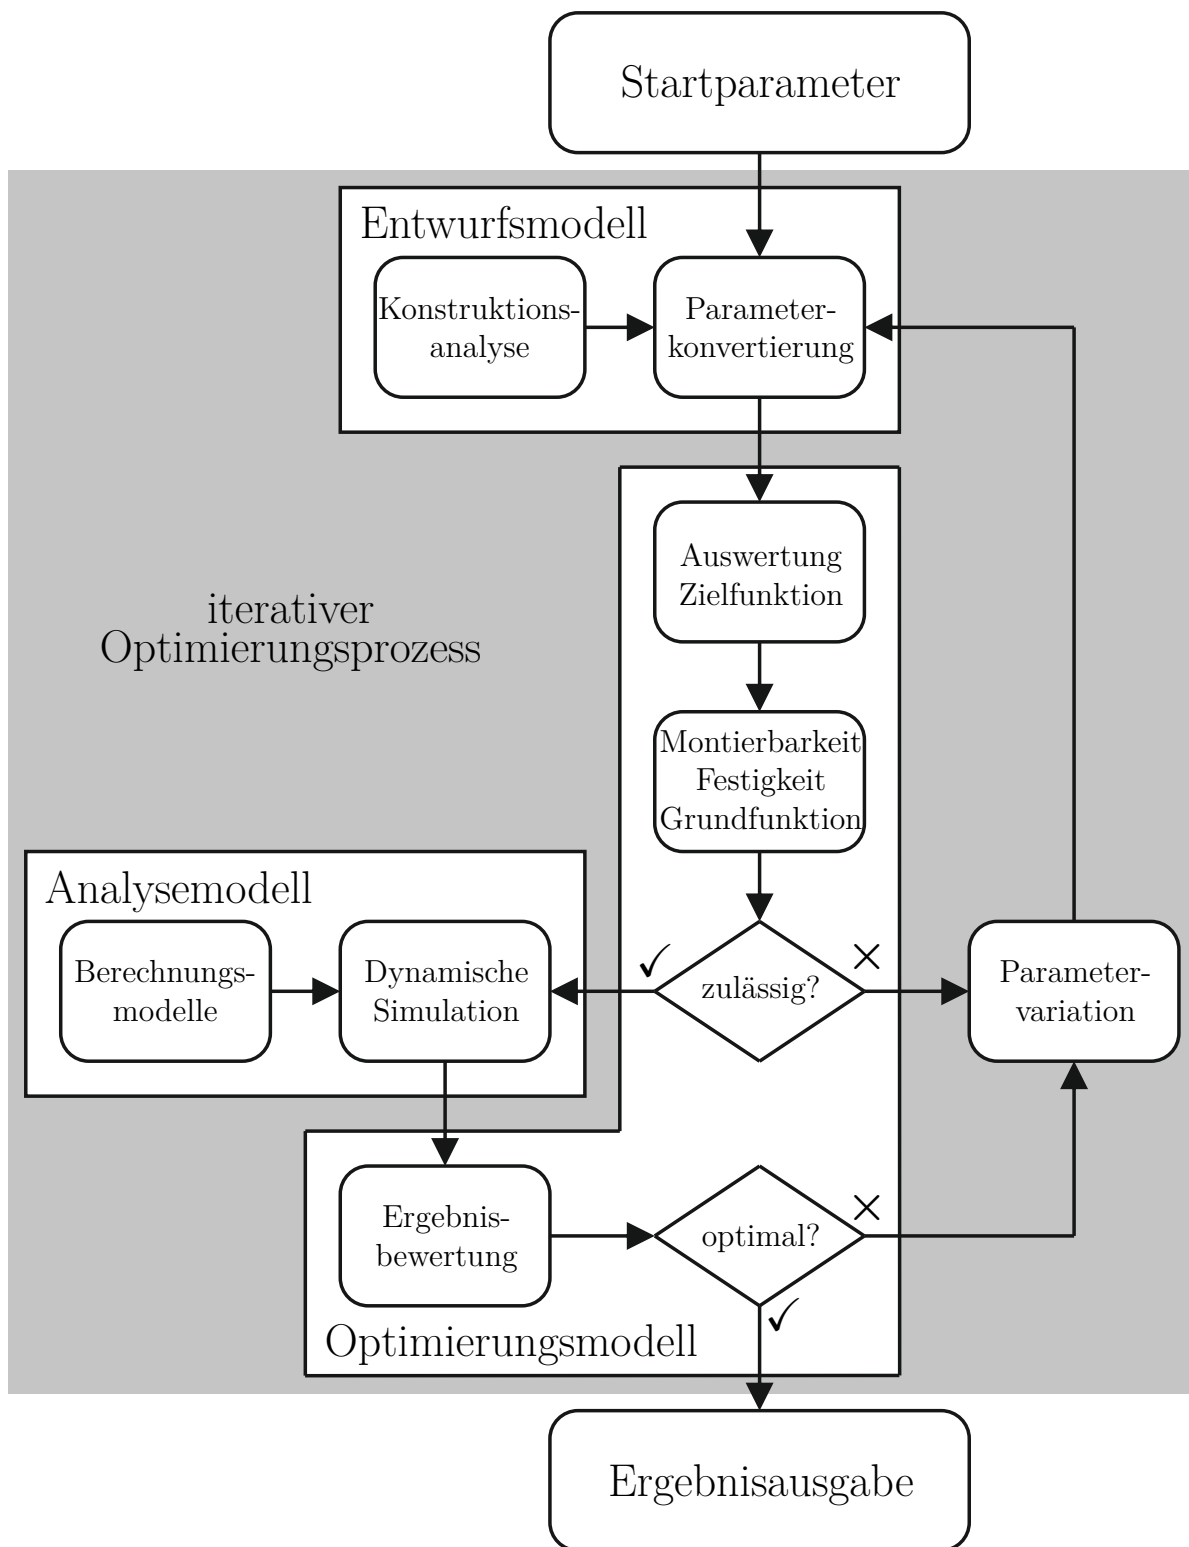 Startparameter
Entwurfsmodell
Konstruktions-
analyse
Parameter-
konvertierung
Auswertung
Zielfunktion
iterativer
Optimierungsprozess
Montierbarkeit
Festigkeit
Grundfunktion
Analysemodell
Berechnungs-
modelle
Dynamische
Simulation
✓
zulässig?
×
Parameter-
variation
Ergebnis-
bewertung
optimal?
×
✓
Optimierungsmodell
Ergebnisausgabe